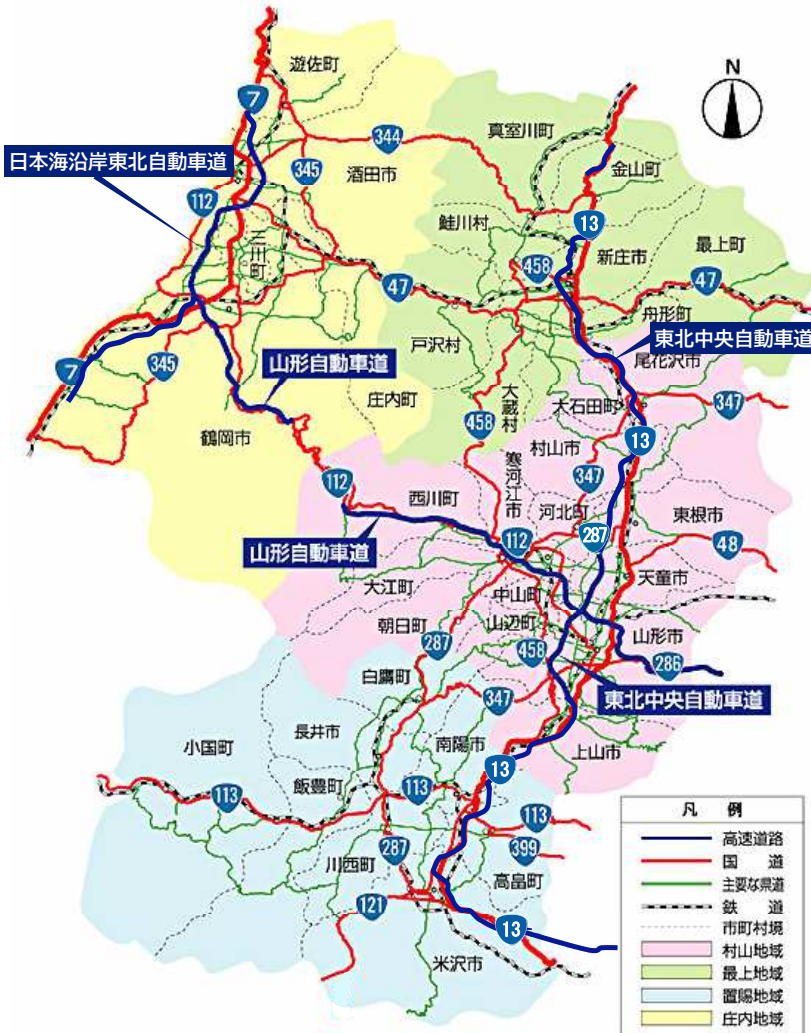 遊佐町
N
7
真室川町
344
日本海沿岸東北自動車道
345
酒田市
金山町
112
鮭川村
13
三川町
新庄市
最上町
458
47
47
舟形町
戸沢村
東北中央自動車道
尾花沢市
7
345
山形自動車道
庄内町
大蔵村
大石田町
347
458
鶴岡市
村山市
13
寒河江市
112
西川町
347
河北町
東根市
287
山形自動車道
112
48
大江町
中山町
天童市
朝日町
山辺町
山形市
287
458
286
白鷹町
347
東北中央自動車道
長井市
南陽市
小国町
上山市
飯豊町
13
113
113
113
凡 例
287
399
高速道路
川西町
国 道
高畠町
主要な県道
121
鉄 道
13
市町村境
村山地域
米沢市
最上地域
置賜地域
庄内地域